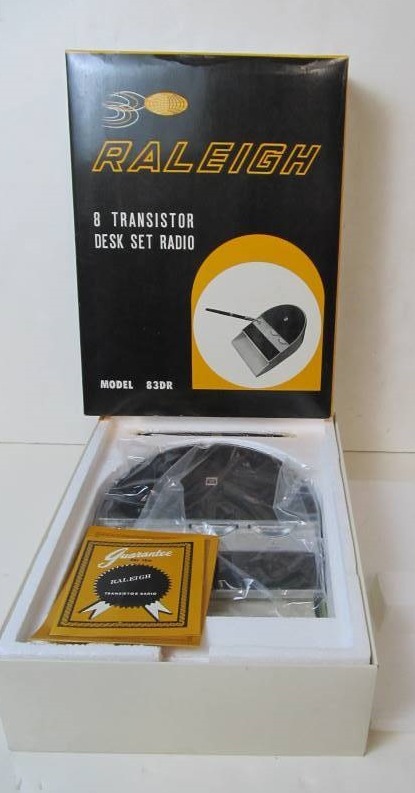 RALEIGH
8 TRANSISTOR
DESK SET RADIO
MODEL 83DR
Guarantee
RALEIGH
TRANSISTOR RADIO